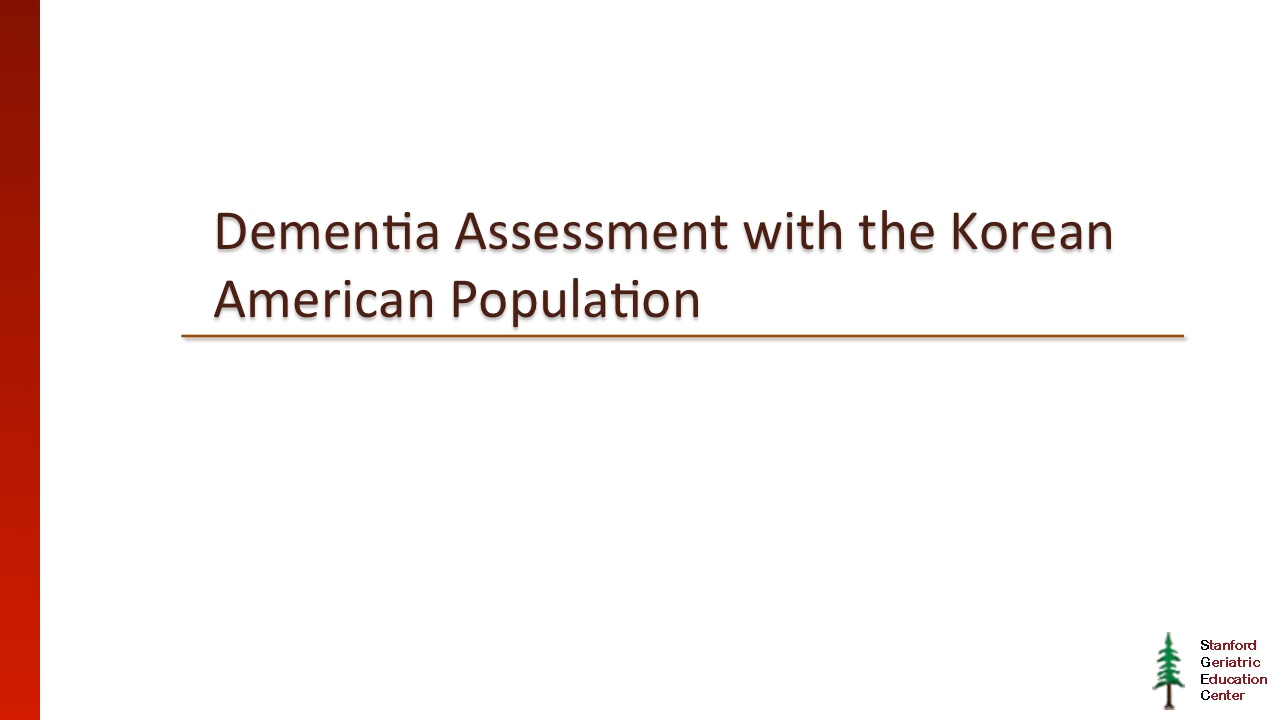 Dementia Assessment with the Korean
American Population
Stanford
Geriatric
Education
Center